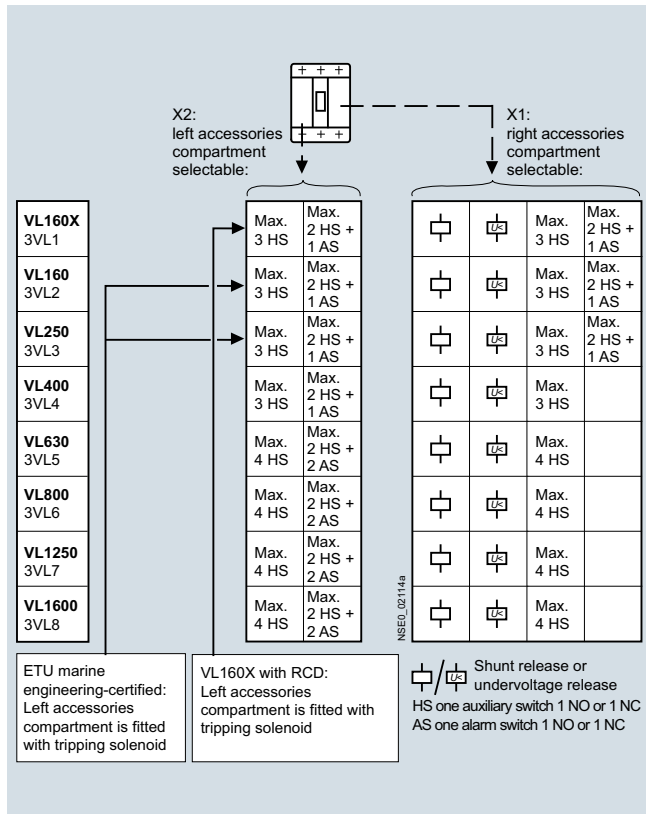 X2:
left accessories
compartment
selectable:
X1:
right accessories
compartment
selectable:
VL160X
3VL1
Max.
3 HS
Max.
2 HS +
1 AS
U<
Max.
3 HS
Max.
2 HS +
1 AS
VL160
3VL2
Max.
3 HS
Max.
2 HS +
1 AS
U<
Max.
3 HS
Max.
2 HS +
1 AS
VL250
3VL3
Max.
3 HS
Max.
2 HS +
1 AS
U<
Max.
3 HS
Max.
2 HS +
1 AS
VL400
3VL4
Max.
3 HS
Max.
2 HS +
1 AS
U<
Max.
3 HS
VL630
3VL5
Max.
4 HS
Max.
2 HS +
2 AS
U<
Max.
4 HS
VL800
3VL6
Max.
4 HS
Max.
2 HS +
2 AS
U<
Max.
4 HS
VL1250
3VL7
Max.
4 HS
Max.
2 HS +
2 AS
U<
Max.
4 HS
VL1600
3VL8
Max.
4 HS
Max.
2 HS +
2 AS
U<
Max.
4 HS
NSE0_02114a
ETU marine
engineering-certified:
Left accessories
compartment is fitted
with tripping solenoid
VL160X with RCD:
Left accessories
compartment is fitted with
tripping solenoid
/ U< Shunt release or
undervoltage release
HS one auxiliary switch 1 NO or 1 NC
AS one alarm switch 1 NO or 1 NC